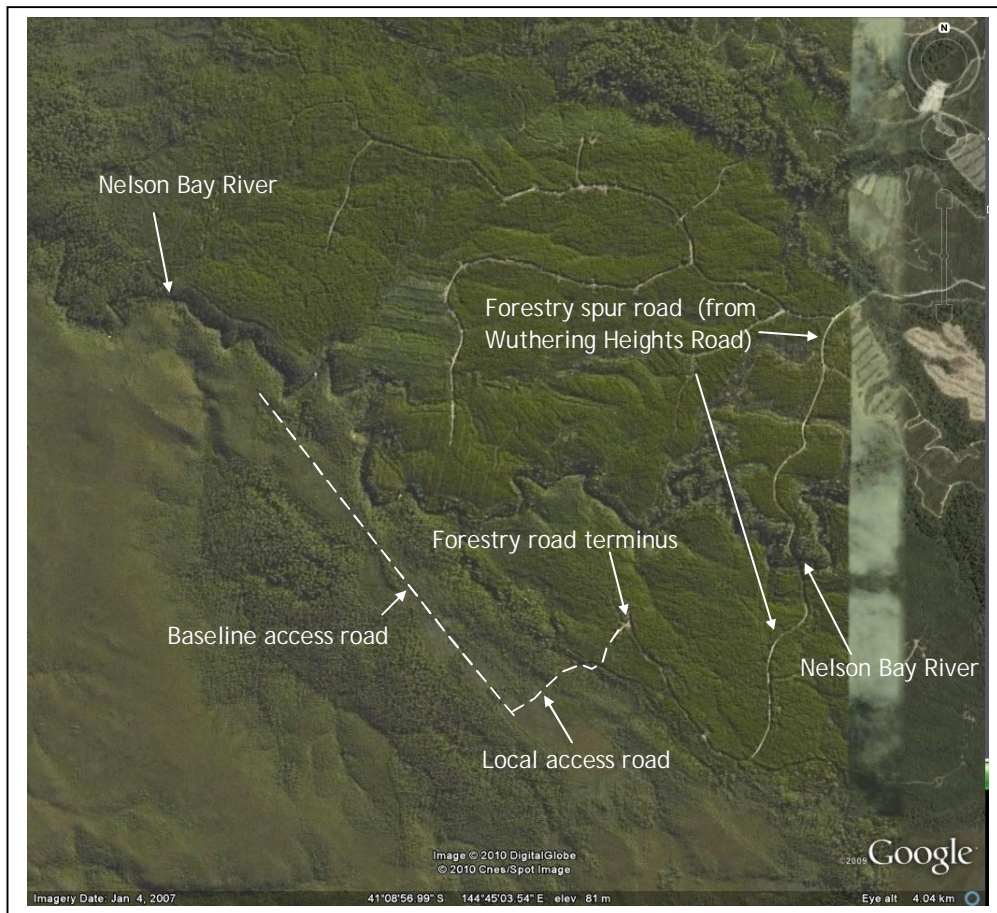 N
Nelson Bay River
Forestry spur road (from
Wuthering Heights Road)
Forestry road terminus
Baseline access road
Nelson Bay River
Local access road
Image © 2010 DigitalGlobe
© 2010 Cnes/Spot Image
©2009 Google
Imagery Date: Jan 4, 2007 41°08'56.99" S 144°45'03.54" E elev 81 m Eye alt 4.04 km